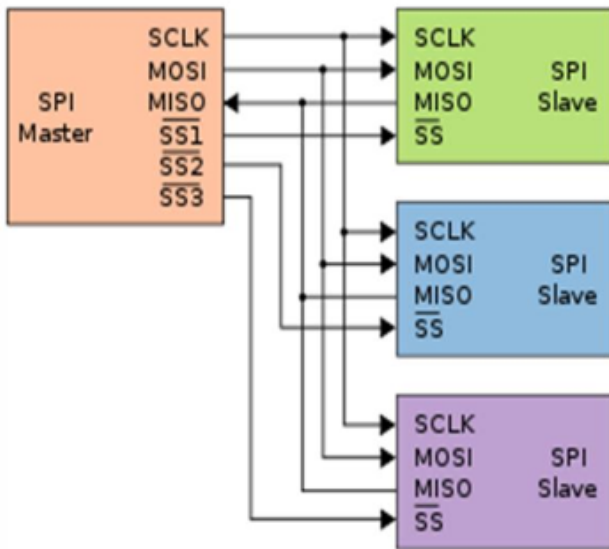 SCLK
MOSI
SPI MISO
Master SS1
SS2
SS3
SCLK
MOSI SPI
MISO Slave
SS
SCLK
MOSI SPI
MISO Slave
SS
SCLK
MOSI SPI
MISO Slave
SS